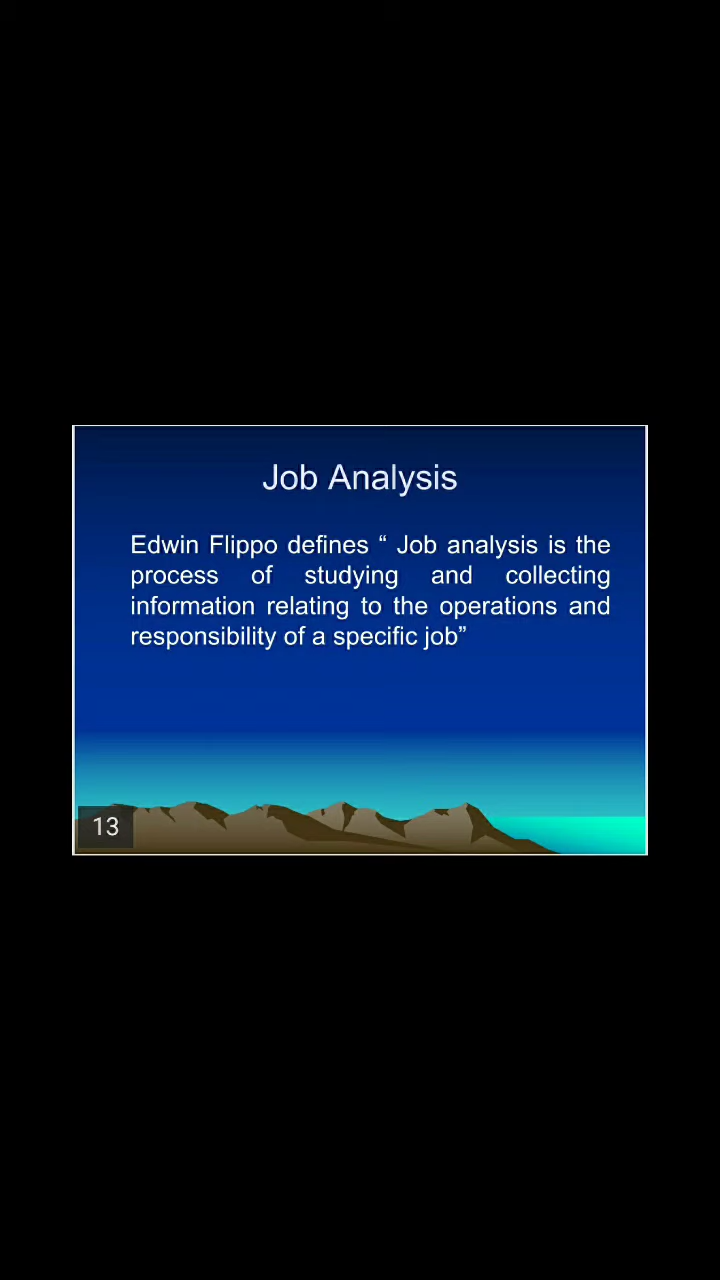 Job Analysis
Edwin Flippo defines “ Job analysis is the
process of studying and collecting
information relating to the operations and
responsibility of a specific job”
13